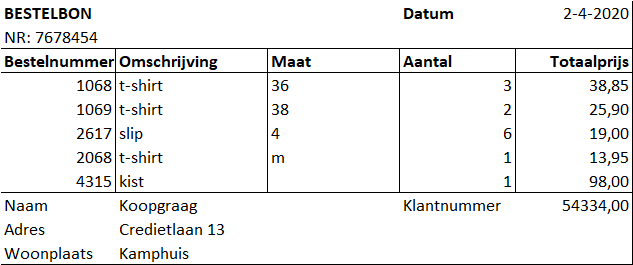 BESTELBON Datum 2-4-2020
NR: 7678454
Bestelnummer Omschrijving Maat Aantal Totaalprijs
1068 t-shirt 36 3 38,85
1069 t-shirt 38 2 25,90
2617 slip 4 6 19,00
2068 t-shirt m 1 13,95
4315 kist 1 98,00
Naam Koopgraag Klantnummer 54334,00
Adres Credietlaan 13
Woonplaats Kamphuis